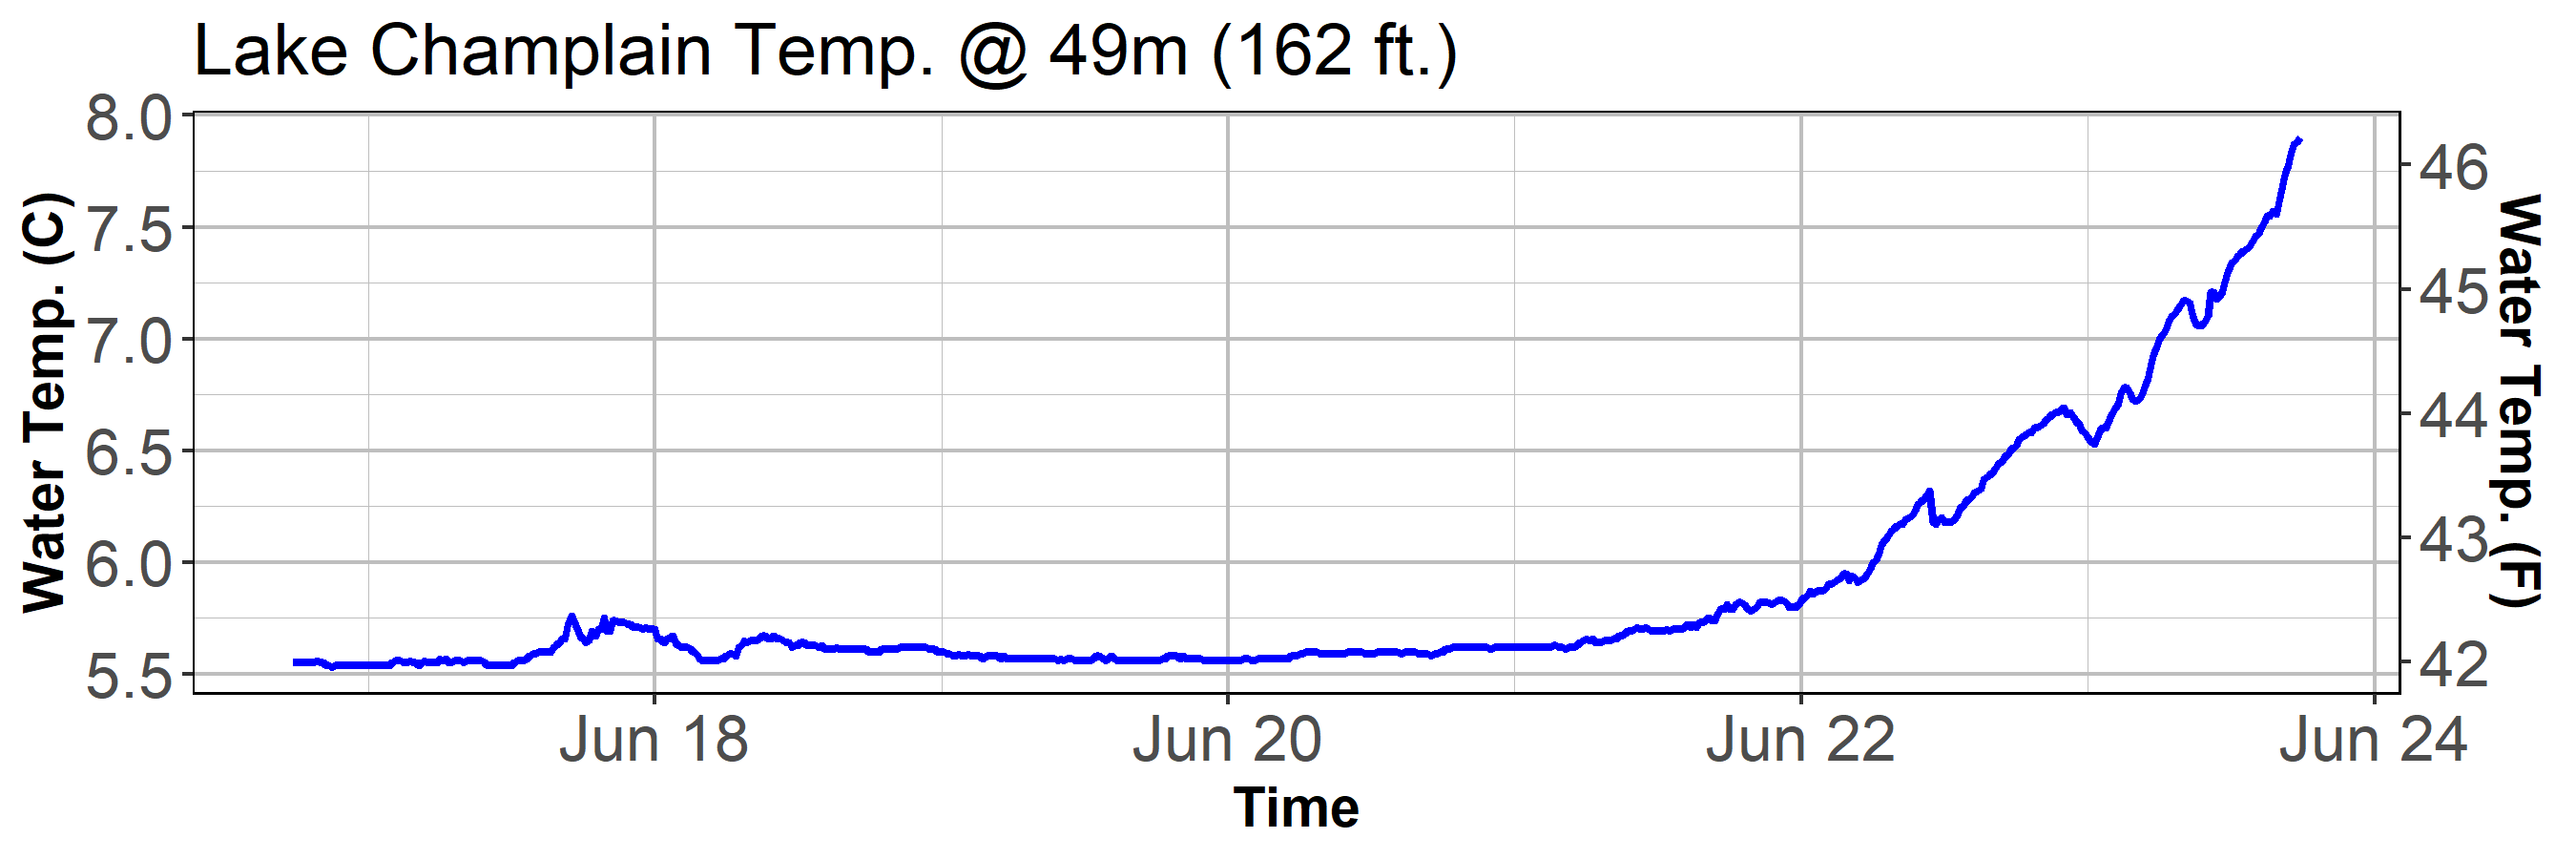 Lake Champlain Temp. @ 49m (162 ft.)
Water Temp. (C)
8.0
7.5
7.0
6.5
6.0
5.5
46
45
44
43
42
Water Temp. (F)
Jun 18
Jun 20
Jun 22
Jun 24
Time